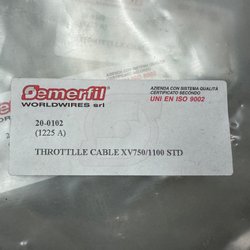 Semerfil
WORLDWIRES srl
AZIENDA CON SISTEMA QUALITÀ
CERTIFICATO SECONDO
UNI EN ISO 9002
20-0102
(1225 A)
THROTTLLE CABLE XV750/1100 STD